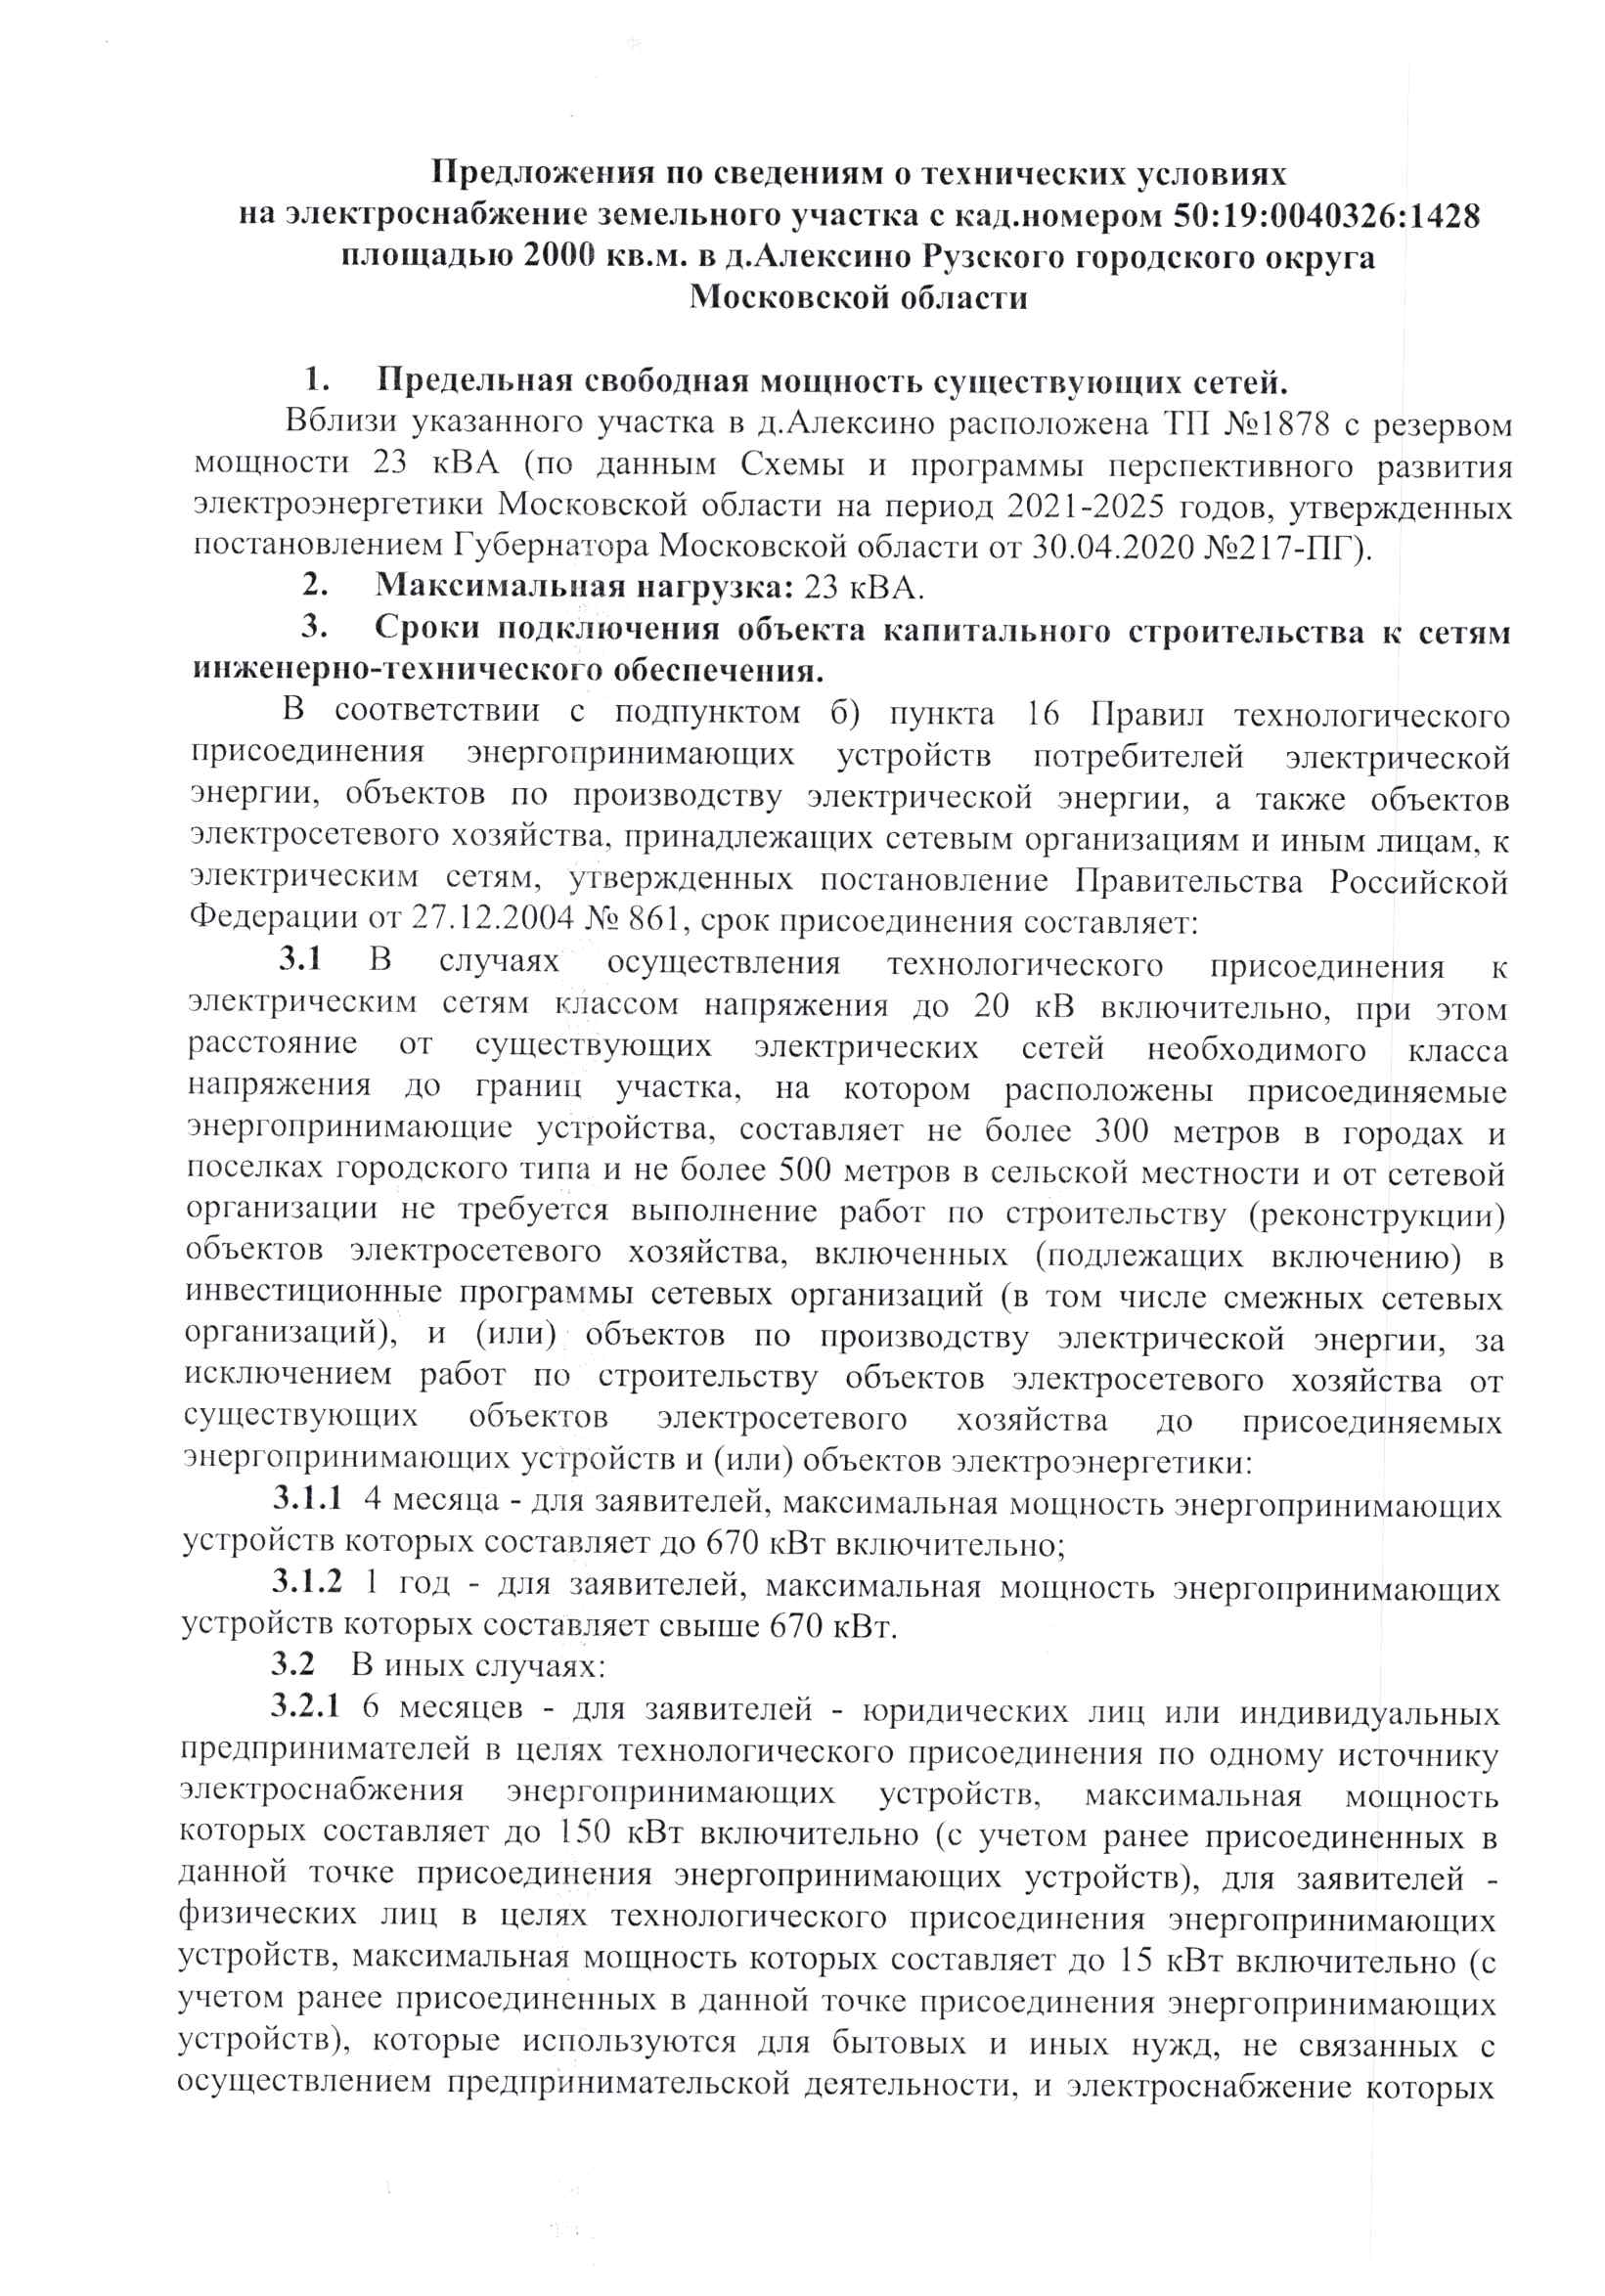 Предложения по сведениям о технических условиях
на электроснабжение земельного участка с кад.номером 50:19:0040326:1428
площадью 2000 кв.м. в д.Алексино Рузского городского округа
Московской области
1. Предельная свободная мощность существующих сетей.
Вблизи указанного участка в д.Алексино расположена ТП №1878 с резервом
мощности 23 кВА (по данным Схемы и программы перспективного развития
электроэнергетики Московской области на период 2021-2025 годов, утвержденных
постановлением Губернатора Московской области от 30.04.2020 №217-ПГ).
2. Максимальная нагрузка: 23 кВА.
3. Сроки подключения объекта капитального строительства к сетям
инженерно-технического обеспечения.
В соответствии с подпунктом б) пункта 16 Правил технологического
присоединения энергопринимающих устройств потребителей электрической
энергии, объектов по производству электрической энергии, а также объектов
электросетевого хозяйства, принадлежащих сетевым организациям и иным лицам, к
электрическим сетям, утвержденных постановление Правительства Российской
Федерации от 27.12.2004 № 861, срок присоединения составляет:
3.1 В случаях осуществления технологического присоединения к
электрическим сетям классом напряжения до 20 кВ включительно, при этом
расстояние от существующих электрических сетей необходимого класса
напряжения до границ участка, на котором расположены присоединяемые
энергопринимающие устройства, составляет не более 300 метров в городах и
поселках городского типа и не более 500 метров в сельской местности и от сетевой
организации не требуется выполнение работ по строительству (реконструкции)
объектов электросетевого хозяйства, включенных (подлежащих включению) в
инвестиционные программы сетевых организаций (в том числе смежных сетевых
организаций), и (или) объектов по производству электрической энергии, за
исключением работ по строительству объектов электросетевого хозяйства от
существующих объектов электросетевого хозяйства до присоединяемых
энергопринимающих устройств и (или) объектов электроэнергетики:
3.1.1 4 месяца - для заявителей, максимальная мощность энергопринимающих
устройств которых составляет до 670 кВт включительно;
3.1.2 1 год - для заявителей, максимальная мощность энергопринимающих
устройств которых составляет свыше 670 кВт.
3.2 В иных случаях:
3.2.1 6 месяцев - для заявителей - юридических лиц или индивидуальных
предпринимателей в целях технологического присоединения по одному источнику
электроснабжения энергопринимающих устройств, максимальная мощность
которых составляет до 150 кВт включительно (с учетом ранее присоединенных в
данной точке присоединения энергопринимающих устройств), для заявителей -
физических лиц в целях технологического присоединения энергопринимающих
устройств, максимальная мощность которых составляет до 15 кВт включительно (с
учетом ранее присоединенных в данной точке присоединения энергопринимающих
устройств), которые используются для бытовых и иных нужд, не связанных с
осуществлением предпринимательской деятельности, и электроснабжение которых